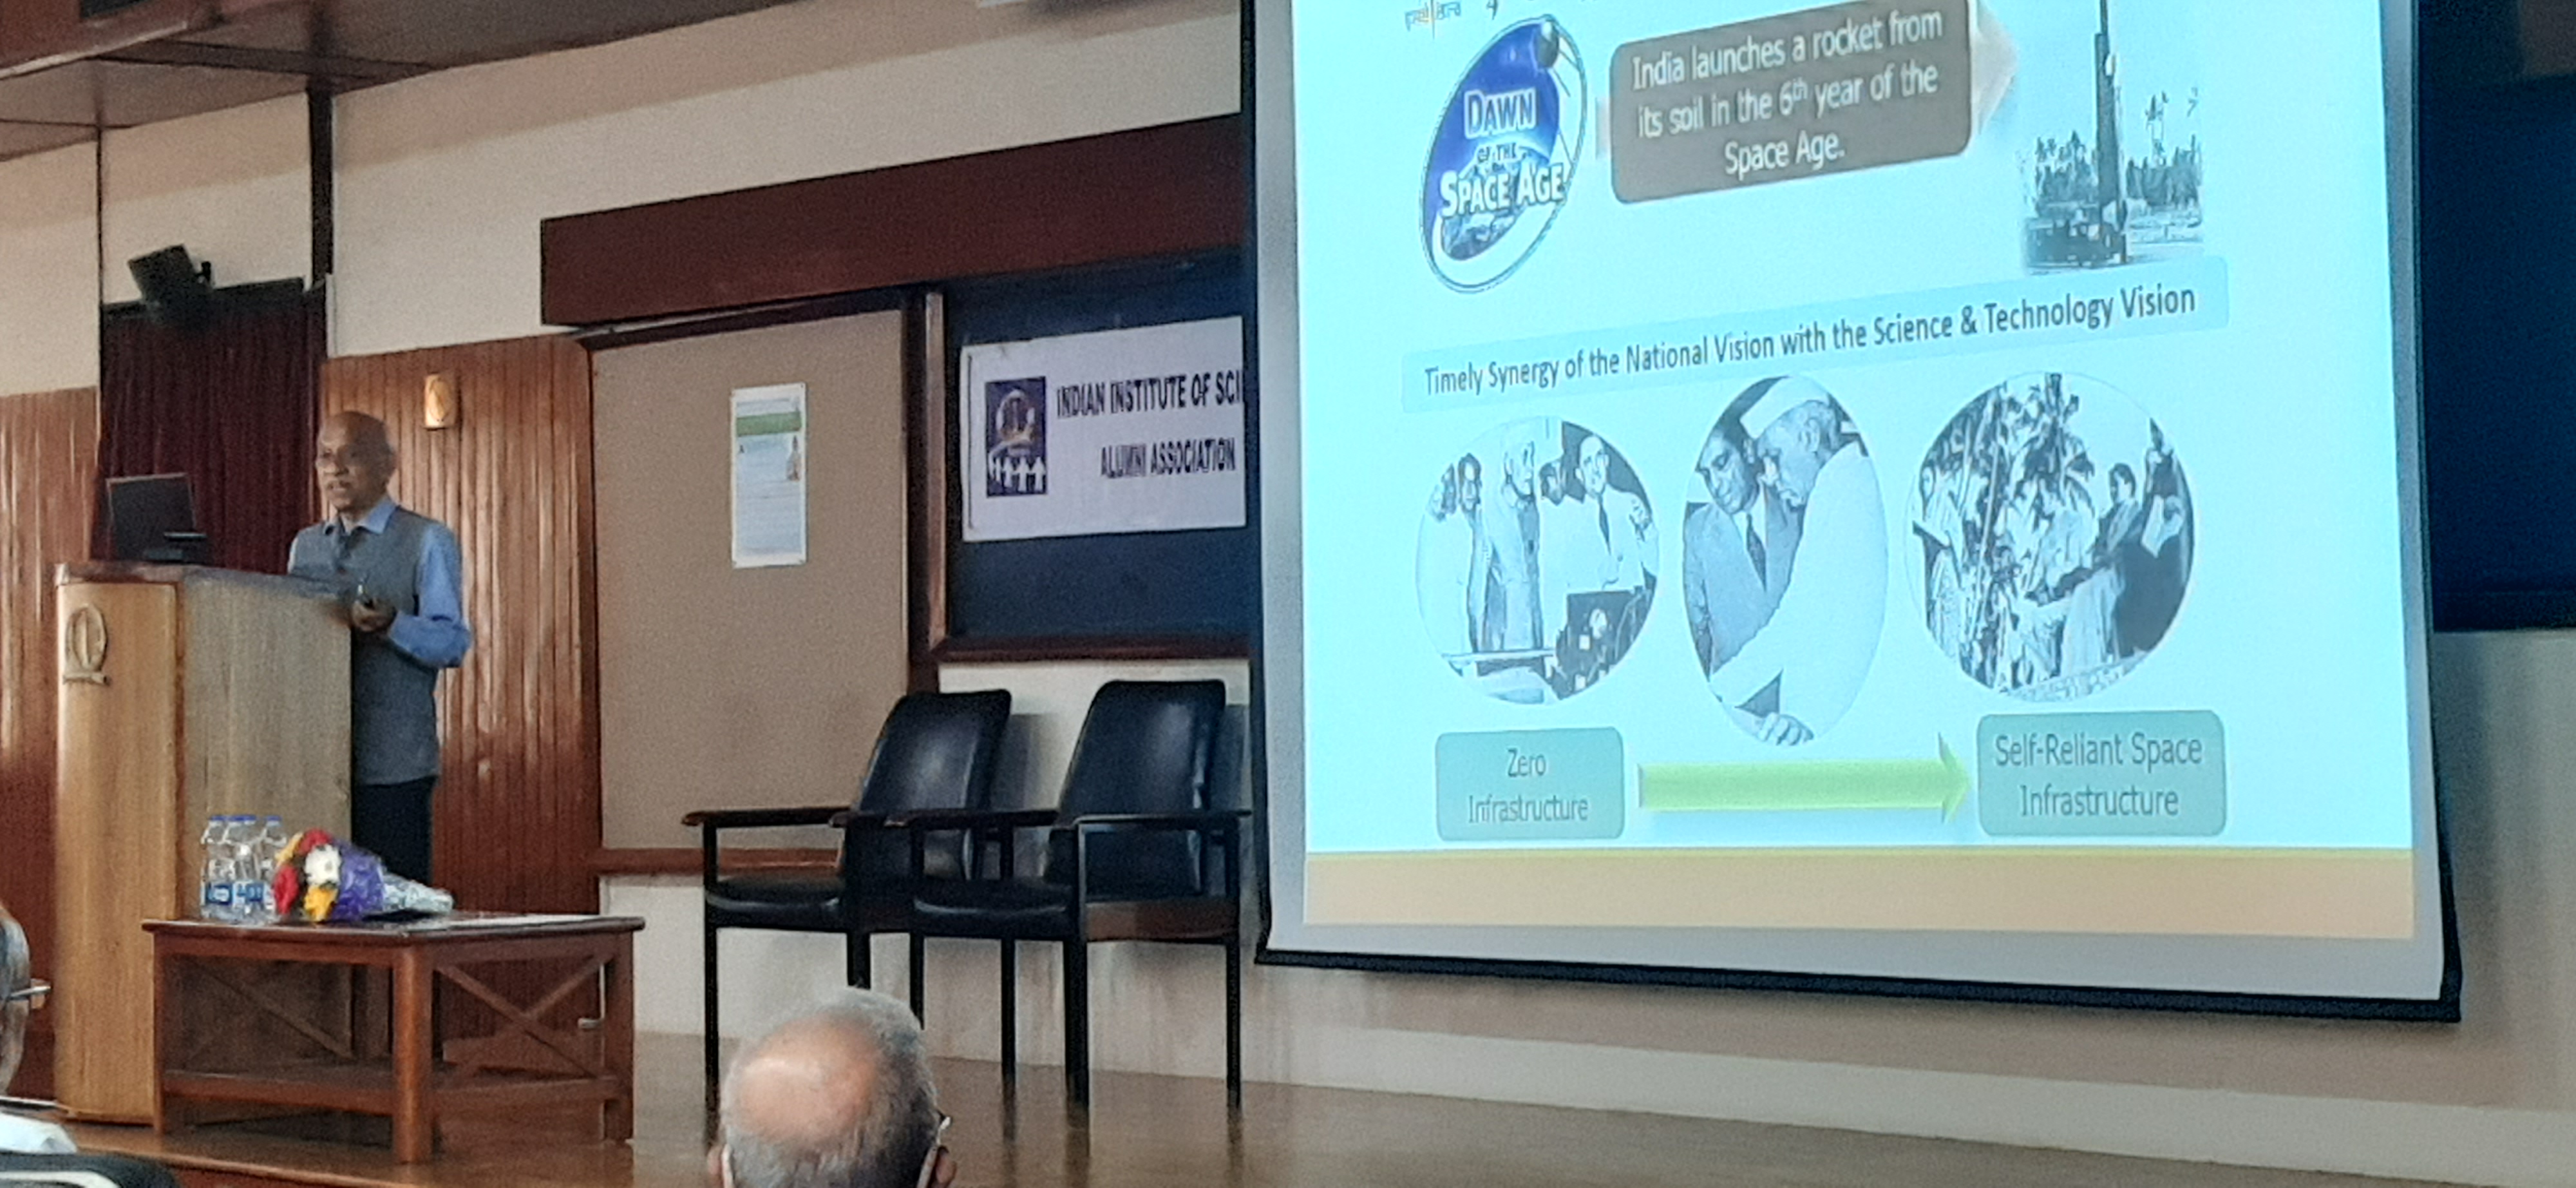 INDIAN INSTITUTE OF SCI
ALUMNI ASSOCIATION
DAWN
OF THE
SPACE AGE
India launches a rocket from
its soil in the 6th year of the
Space Age.
Timely Synergy of the National Vision with the Science & Technology Vision
Zero
Infrastructure
Self-Reliant Space
Infrastructure